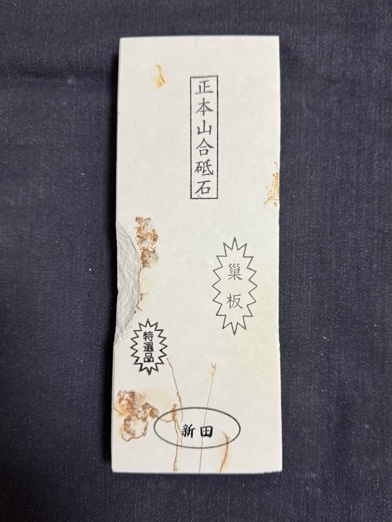 正本山合砥石
巣板
特選品
新田